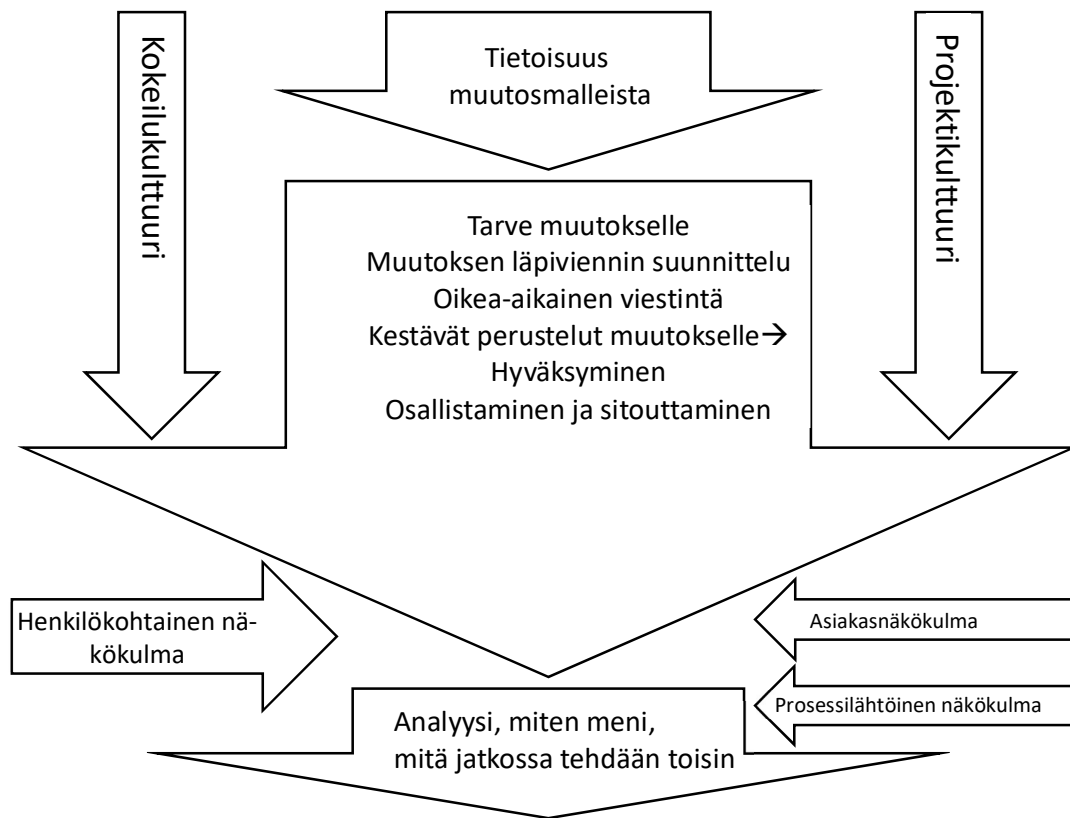 Kokeilukulttuuri
Tietoisuus
muutosmalleista
Projektikulttuuri
Tarve muutokselle
Muutoksen läpiviennin suunnittelu
Oikea-aikainen viestintä
Kestävät perustelut muutokselle→
Hyväksyminen
Osallistaminen ja sitouttaminen
Henkilökohtainen nä-
kökulma
Asiakasnäkökulma
Prosessilähtöinen näkökulma
Analyysi, miten meni,
mitä jatkossa tehdään toisin